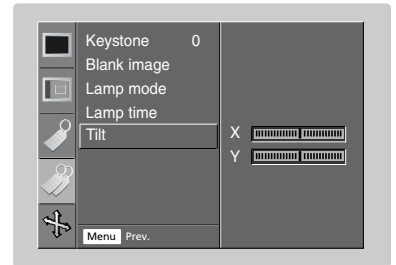 Keystone 0
Blank image
Lamp mode
Lamp time
Tilt
X
Y
Menu Prev.